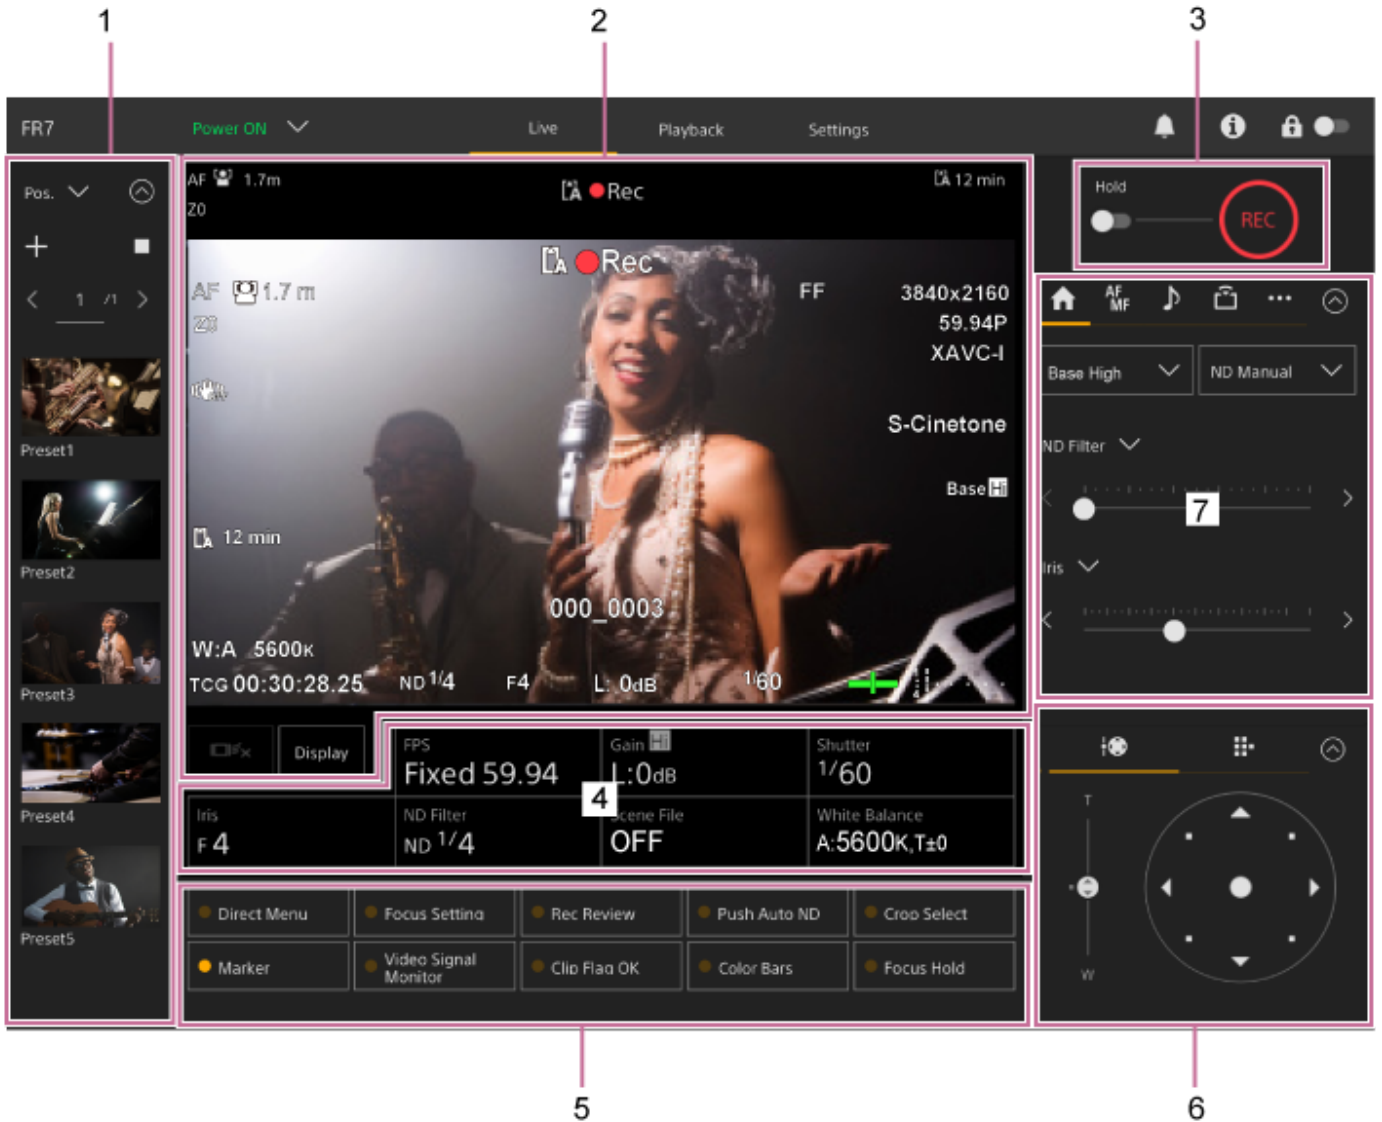 1
2
3
FR7
Power ON
Live
Playback
Settings
Pos.
1 /1
Preset1
Preset2
Preset3
Preset4
Preset5
AF 1.7m
Z0
A Rec
A 12 min
A Rec
AF 1.7 m
Z0
FF
3840x2160
59.94P
XAVC-I
S-Cinetone
Base Hi
A 12 min
000_0003
W:A 5600K
TCG 00:30:28.25 ND 1/4 F4 L: 0dB 1/60
Display
FPS
Fixed 59.94
Gain Hi
L:0dB
Shutter
1/60
4
Iris
F 4
ND Filter
ND 1/4
Scene File
OFF
White Balance
A:5600K,T±0
Direct Menu
Focus Setting
Rec Review
Push Auto ND
Crop Select
Marker
Video Signal
Monitor
Clip Flag OK
Color Bars
Focus Hold
Hold
REC
AF
MF
Base High
ND Manual
ND Filter
7
Iris
T
W
5
6